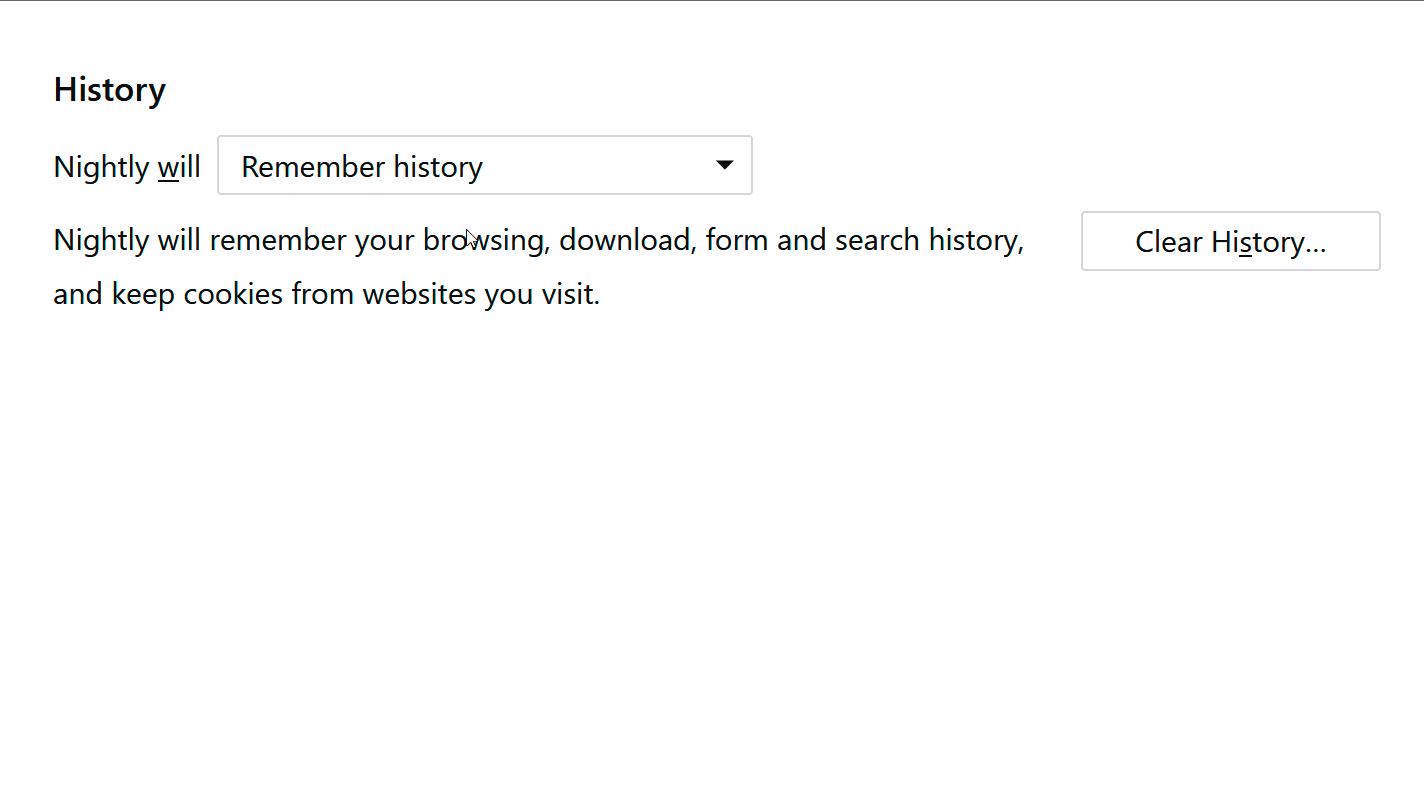 History
Nightly will Remember history
Nightly will remember your browsing, download, form and search history,
Clear History...
and keep cookies from websites you visit.